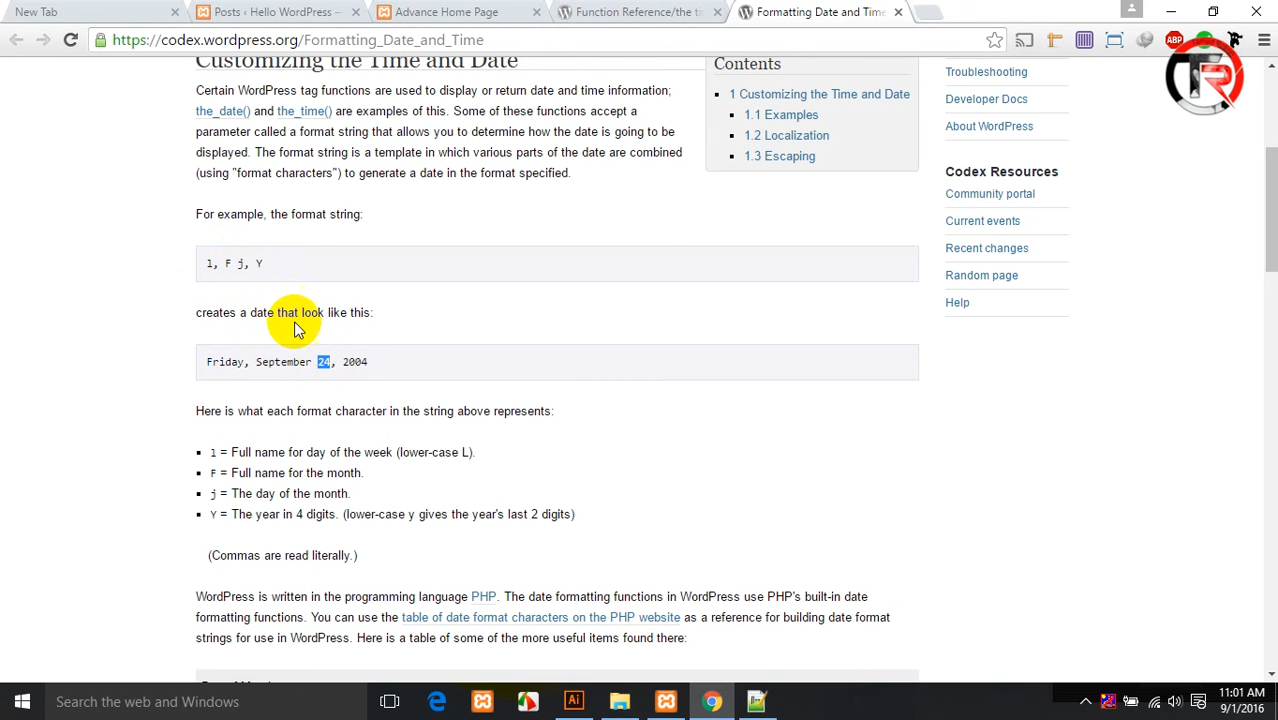 New Tab
Posts ‹ Hello WordPress —
Advance Home Page
Function Reference/the ti
Formatting Date and Time
https://codex.wordpress.org/Formatting_Date_and_Time
ABP
Customizing the Time and Date
Certain WordPress tag functions are used to display or return date and time information;
the_date() and the_time() are examples of this. Some of these functions accept a
parameter called a format string that allows you to determine how the date is going to be
displayed. The format string is a template in which various parts of the date are combined
(using "format characters") to generate a date in the format specified.
For example, the format string:
l, F j, Y
creates a date that look like this:
Friday, September 24, 2004
Here is what each format character in the string above represents:
l = Full name for day of the week (lower-case L).
F = Full name for the month.
j = The day of the month.
Y = The year in 4 digits. (lower-case y gives the year's last 2 digits)
(Commas are read literally.)
WordPress is written in the programming language PHP. The date formatting functions in WordPress use PHP's built-in date
formatting functions. You can use the table of date format characters on the PHP website as a reference for building date format
strings for use in WordPress. Here is a table of some of the more useful items found there:
Contents
1 Customizing the Time and Date
1.1 Examples
1.2 Localization
1.3 Escaping
Troubleshooting
Developer Docs
About WordPress
Codex Resources
Community portal
Current events
Recent changes
Random page
Help
Search the web and Windows
Ai
11:01 AM
9/1/2016